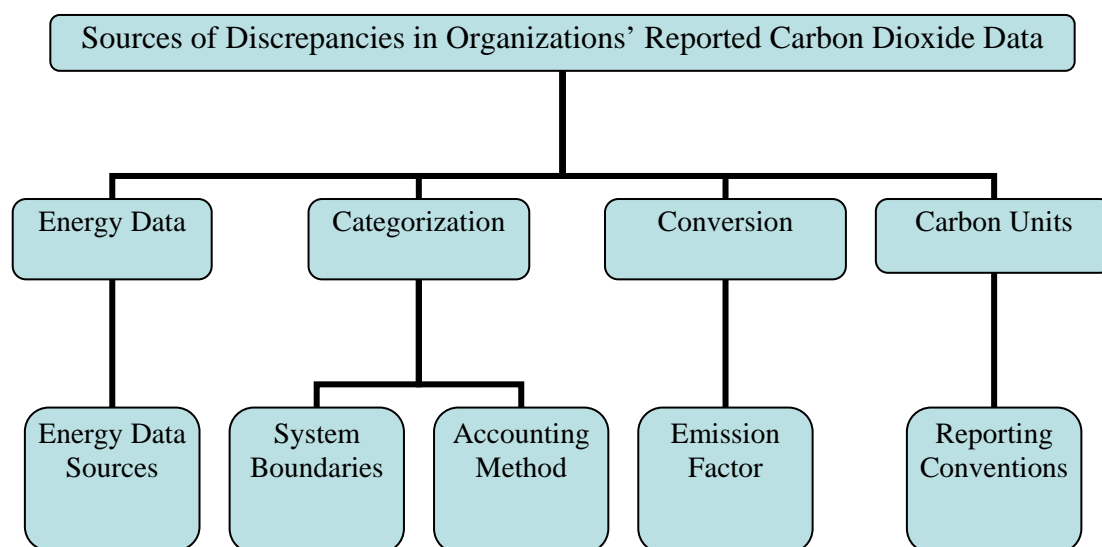 Sources of Discrepancies in Organizations’ Reported Carbon Dioxide Data
Energy Data
Categorization
Conversion
Carbon Units
Energy Data
Sources
System
Boundaries
Accounting
Method
Emission
Factor
Reporting
Conventions